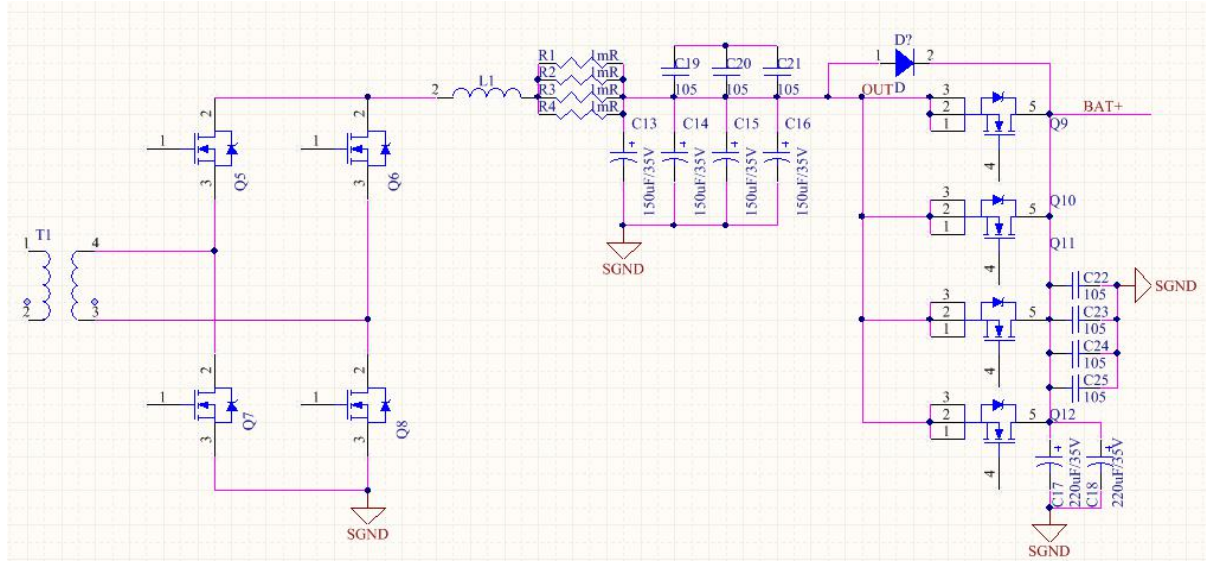 T1
1
2
4
3
1
2
3
Q5
1
2
3
Q6
1
2
3
Q7
1
2
3
Q8
SGND
2
L1
R1
1mR
R2
1mR
R3
1mR
R4
1mR
C19
105
C20
105
C21
105
C13
150uF/35V
C14
150uF/35V
C15
150uF/35V
C16
150uF/35V
SGND
1
D?
2
D
OUT
3
2
1
5
4
Q9
BAT+
3
2
1
5
4
Q10
Q11
3
2
1
5
4
3
2
1
5
4
Q12
C22
105
C23
105
C24
105
C25
105
SGND
C17
220uF/35V
C18
220uF/35V
SGND